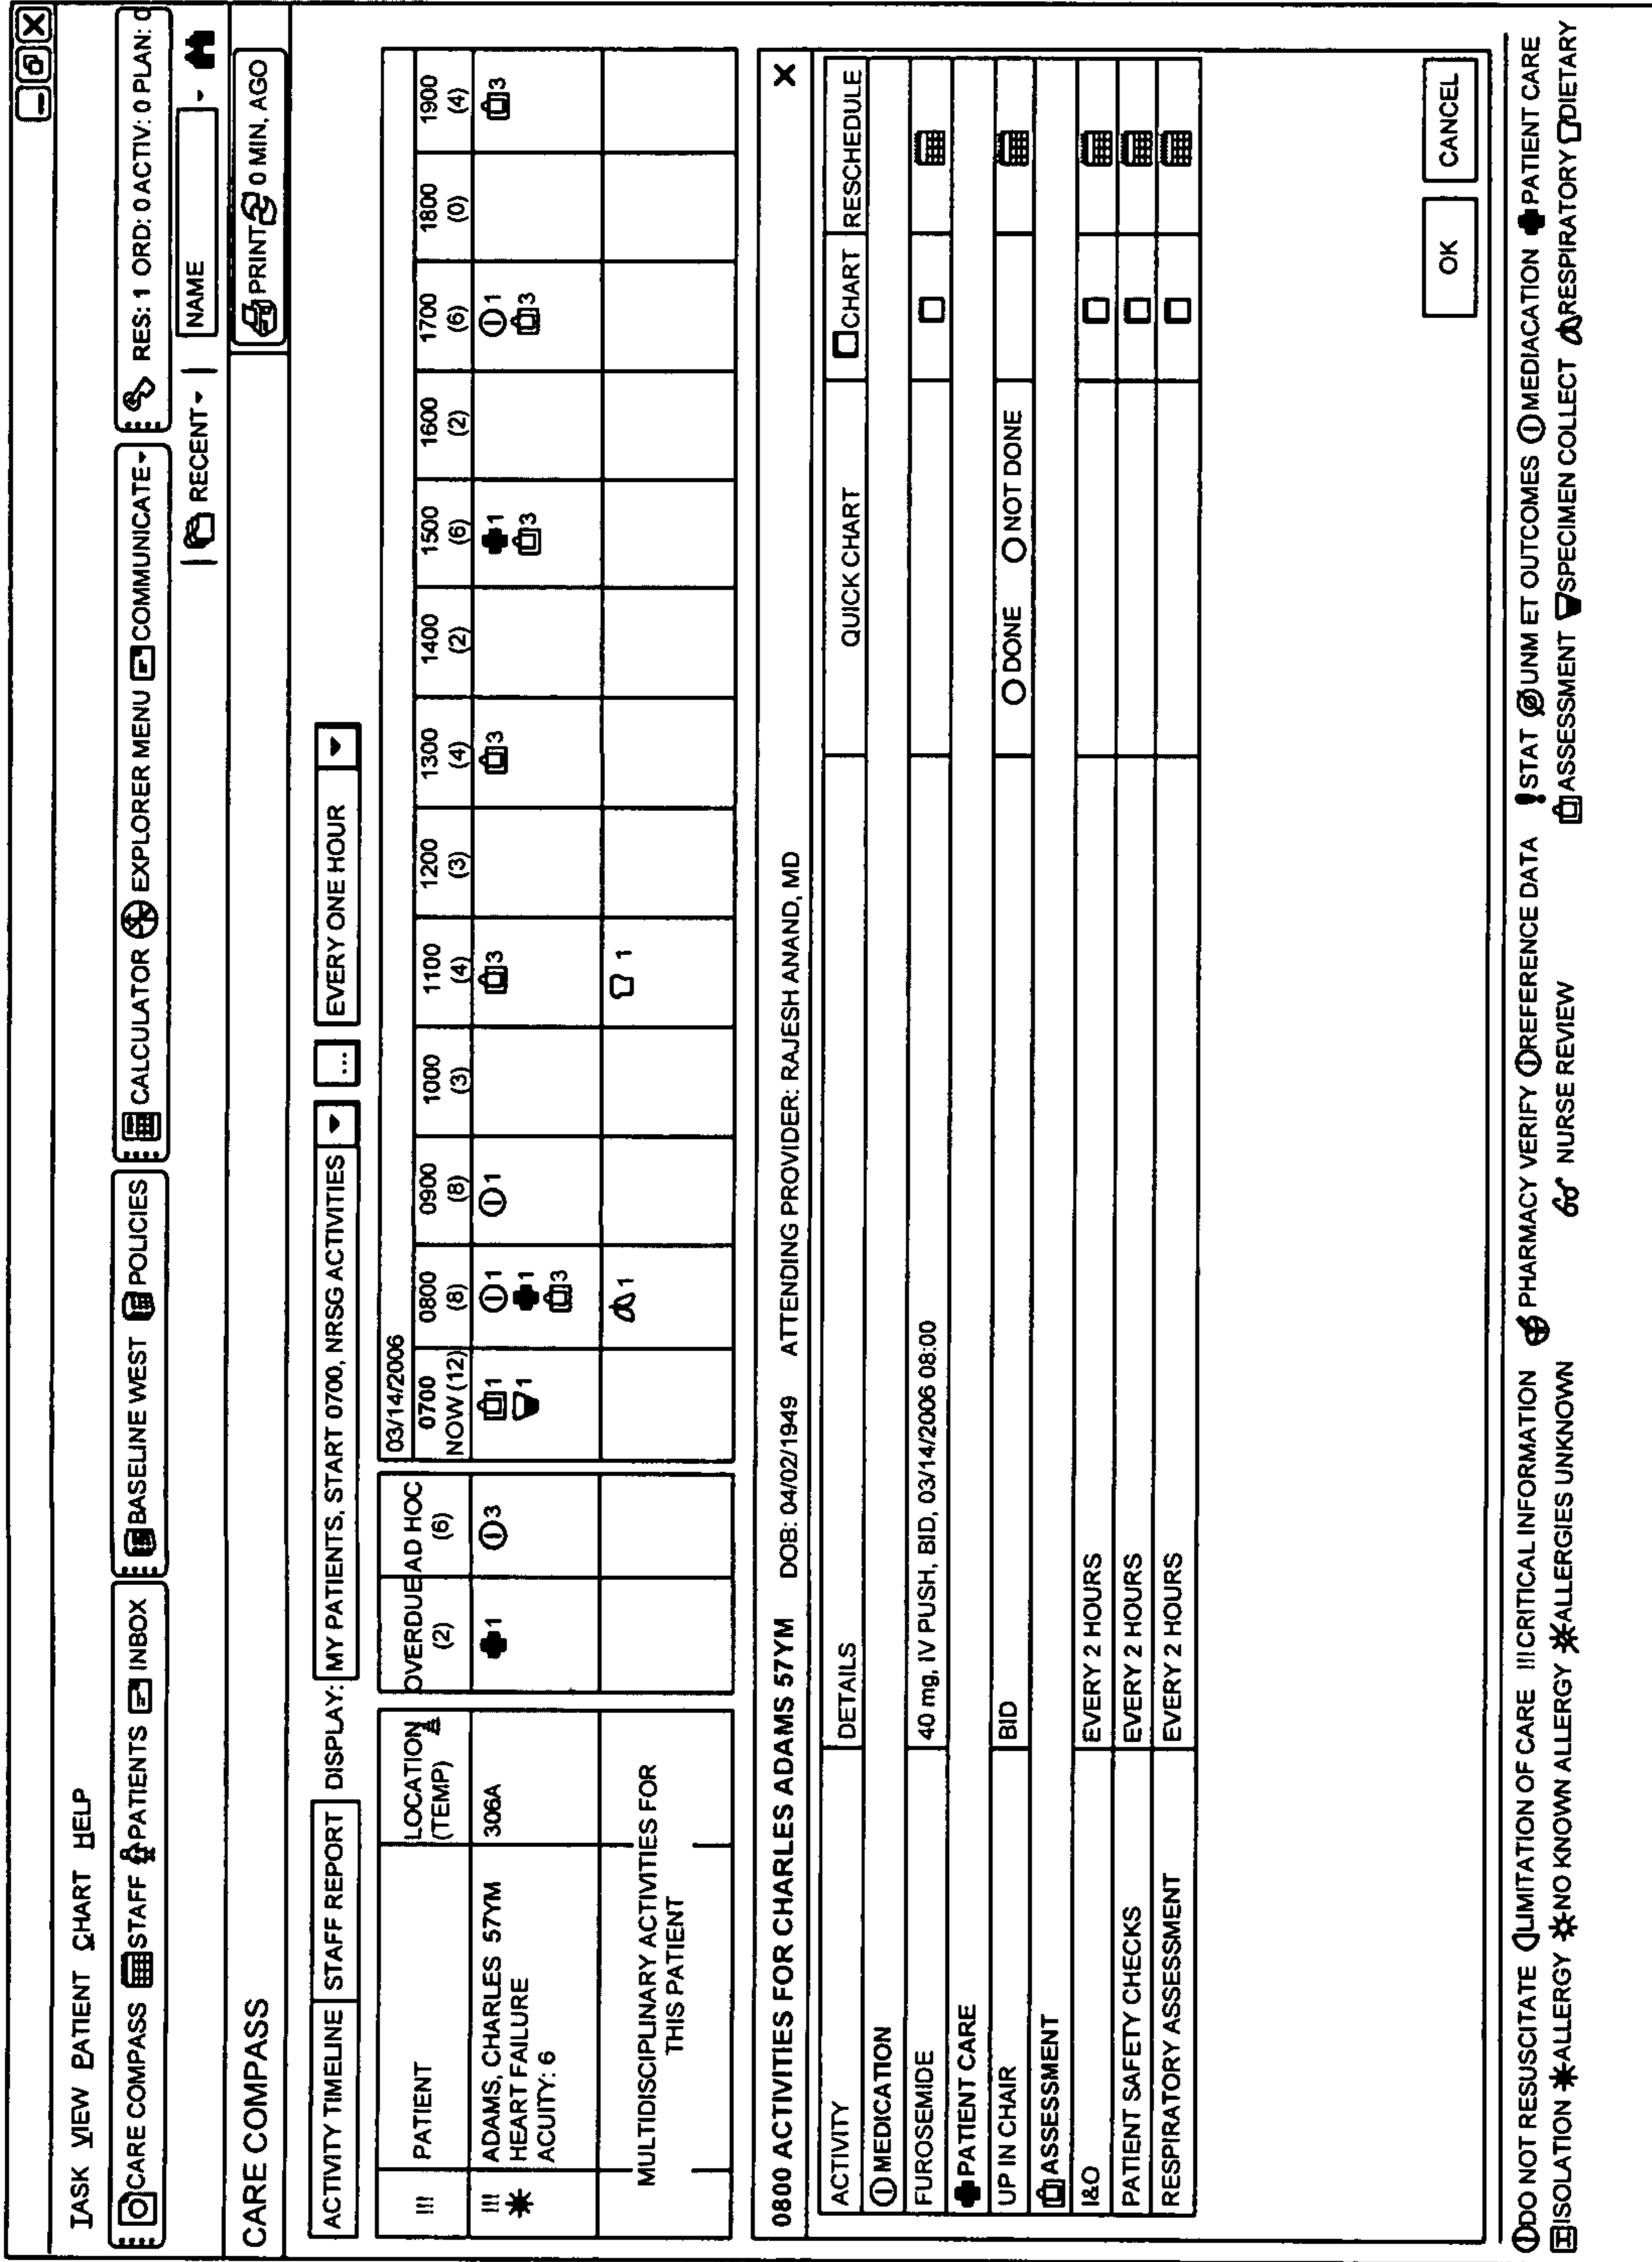 TASK VIEW PATIENT CHART HELP
CARE COMPASS STAFF PATIENTS INBOX BASELINE WEST POLICIES CALCULATOR EXPLORER MENU COMMUNICATE RES: 1 ORD: 0 ACTIV: 0 PLAN: 0
RECENT NAME
CARE COMPASS PRINT 0 MIN, AGO
ACTIVITY TIMELINE STAFF REPORT DISPLAY: MY PATIENTS, START 0700, NRSG ACTIVITIES ... EVERY ONE HOUR
03/14/2006
!!! PATIENT LOCATION OVERDUE AD HOC 0700 0800 0900 1000 1100 1200 1300 1400 1500 1600 1700 1800 1900
(TEMP) (2) (6) NOW (12) (8) (8) (3) (4) (3) (4) (2) (6) (2) (6) (0) (4)
!!! ADAMS, CHARLES 57YM 306A 1 3 1 1 1 3 3 1 1 3
HEART FAILURE 1 1 3 3
ACUITY: 6 3
MULTIDISCIPLINARY ACTIVITIES FOR 1 1
THIS PATIENT
0800 ACTIVITIES FOR CHARLES ADAMS 57YM DOB: 04/02/1949 ATTENDING PROVIDER: RAJESH ANAND, MD X
ACTIVITY DETAILS QUICK CHART CHART RESCHEDULE
MEDICATION
FUROSEMIDE 40 mg, IV PUSH, BID, 03/14/2006 08:00
PATIENT CARE
UP IN CHAIR BID DONE NOT DONE
ASSESSMENT
I&O EVERY 2 HOURS
PATIENT SAFETY CHECKS EVERY 2 HOURS
RESPIRATORY ASSESSMENT EVERY 2 HOURS
OK CANCEL
DO NOT RESUSCITATE LIMITATION OF CARE !!! CRITICAL INFORMATION PHARMACY VERIFY REFERENCE DATA STAT UNM ET OUTCOMES MEDIACATION PATIENT CARE
ISOLATION ALLERGY NO KNOWN ALLERGY ALLERGIES UNKNOWN NURSE REVIEW ASSESSMENT SPECIMEN COLLECT RESPIRATORY DIETARY